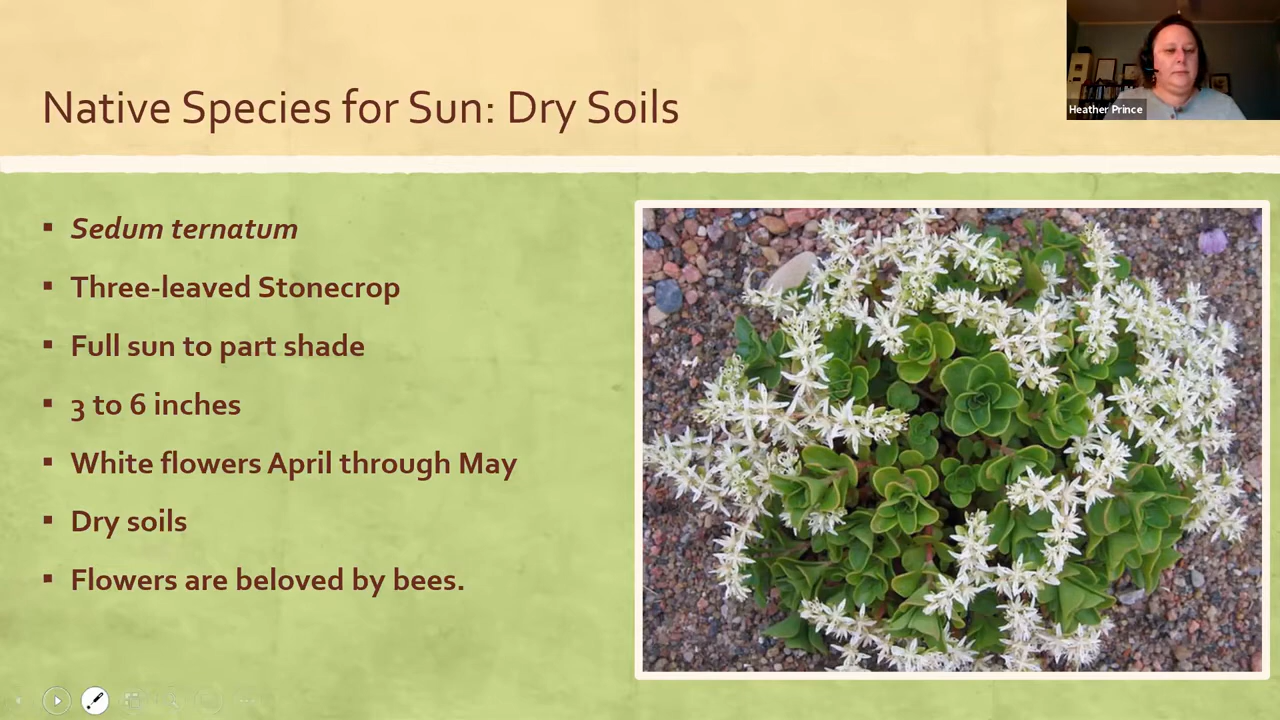 Native Species for Sun: Dry Soils
Heather Prince
Sedum ternatum
Three-leaved Stonecrop
Full sun to part shade
3 to 6 inches
White flowers April through May
Dry soils
Flowers are beloved by bees.